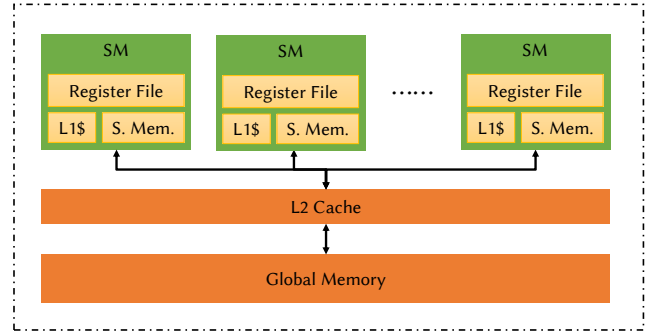 SM SM SM
Register File Register File …… Register File
L1$ S. Mem. L1$ S. Mem. L1$ S. Mem.
L2 Cache
Global Memory